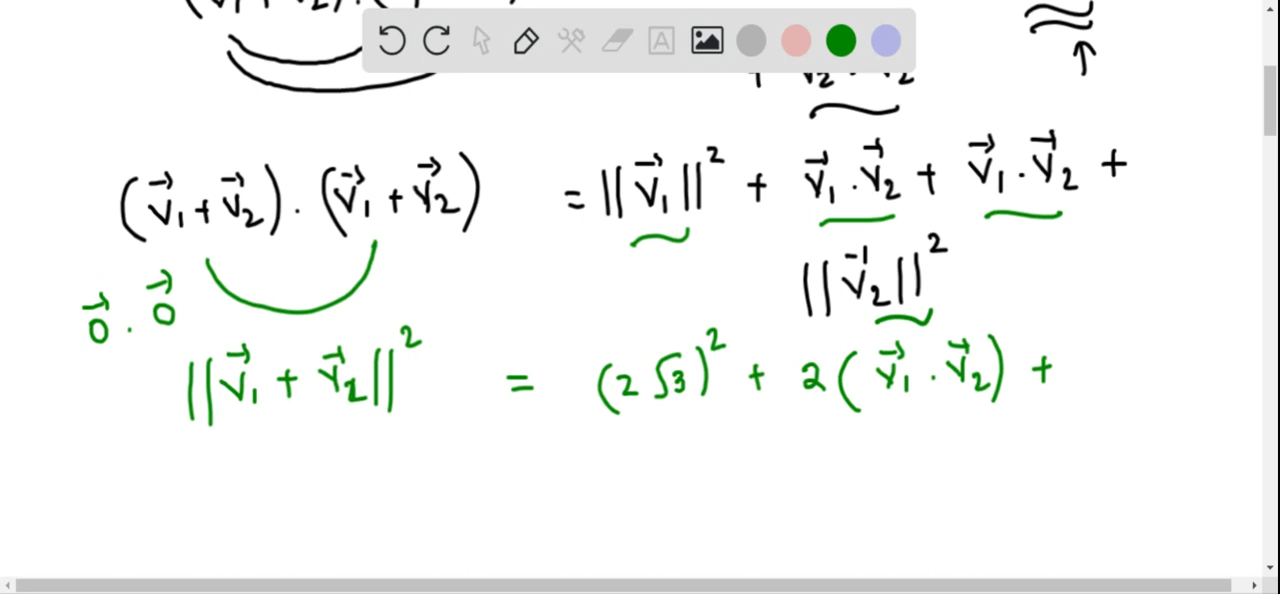 (v⃗₁ + v⃗₂) . (v⃗₁ + v⃗₂) = ||v⃗₁||² + v⃗₁ . v⃗₂ + v⃗₁ . v⃗₂ +
||v⃗₂||²
0⃗ . 0⃗
||v⃗₁ + v⃗₂||² = (2√3)² + 2(v⃗₁ . v⃗₂) +